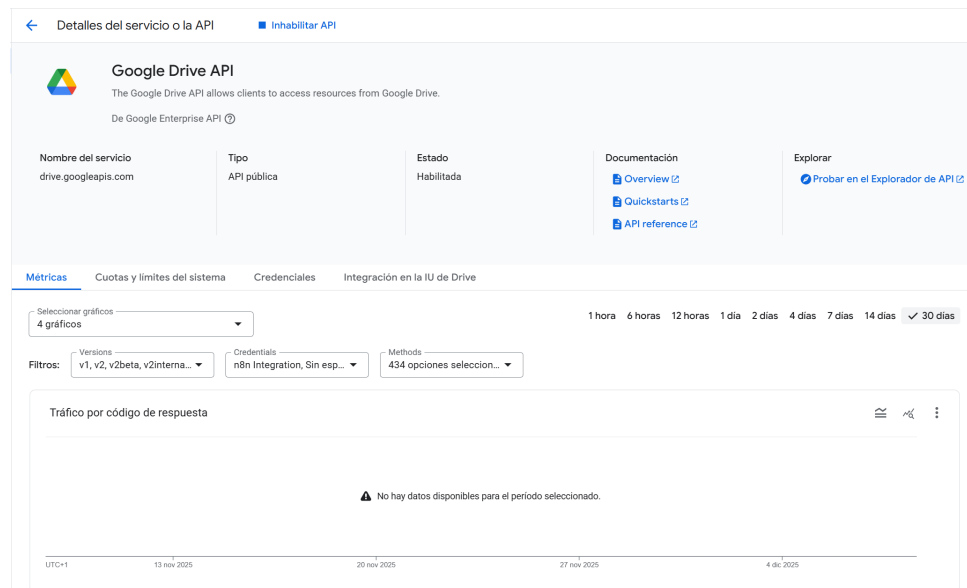 Detalles del servicio o la API
Inhabilitar API
Google Drive API
The Google Drive API allows clients to access resources from Google Drive.
De Google Enterprise API
Nombre del servicio
drive.googleapis.com
Tipo
API pública
Estado
Habilitada
Documentación
Overview
Quickstarts
API reference
Explorar
Probar en el Explorador de API
Métricas
Cuotas y límites del sistema
Credenciales
Integración en la IU de Drive
Seleccionar gráficos
4 gráficos
1 hora 6 horas 12 horas 1 día 2 días 4 días 7 días 14 días 30 días
Filtros:
Versions
v1, v2, v2beta, v2interna...
Credentials
n8n Integration, Sin esp...
Methods
434 opciones seleccion...
Tráfico por código de respuesta
No hay datos disponibles para el período seleccionado.
UTC+1 13 nov 2025 20 nov 2025 27 nov 2025 4 dic 2025